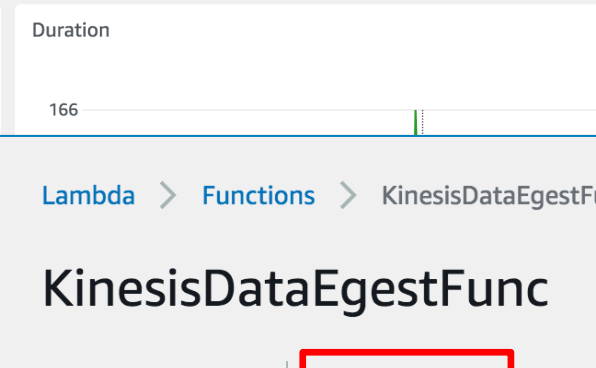 Duration
166
Lambda > Functions > KinesisDataEgestFu
KinesisDataEgestFunc